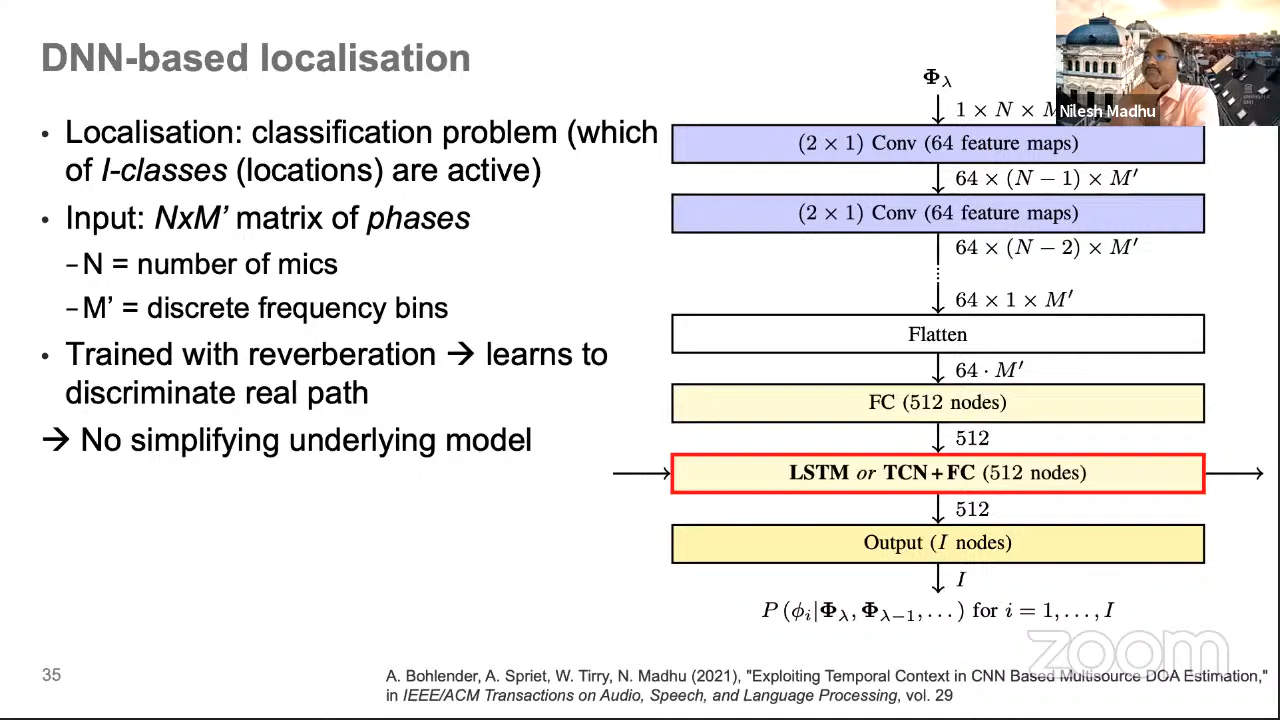 DNN-based localisation
• Localisation: classification problem (which
of I-classes (locations) are active)
• Input: NxM’ matrix of phases
– N = number of mics
– M’ = discrete frequency bins
• Trained with reverberation → learns to
discriminate real path
→ No simplifying underlying model
Φλ
1 × N × M
Nilesh Madhu
(2 × 1) Conv (64 feature maps)
64 × (N − 1) × M′
(2 × 1) Conv (64 feature maps)
64 × (N − 2) × M′
64 × 1 × M′
Flatten
64 · M′
FC (512 nodes)
512
LSTM or TCN + FC (512 nodes)
512
Output (I nodes)
I
P (ϕi|Φλ, Φλ−1, . . . ) for i = 1, . . . , I
zoom
35
A. Bohlender, A. Spriet, W. Tirry, N. Madhu (2021), "Exploiting Temporal Context in CNN Based Multisource DOA Estimation,"
in IEEE/ACM Transactions on Audio, Speech, and Language Processing, vol. 29